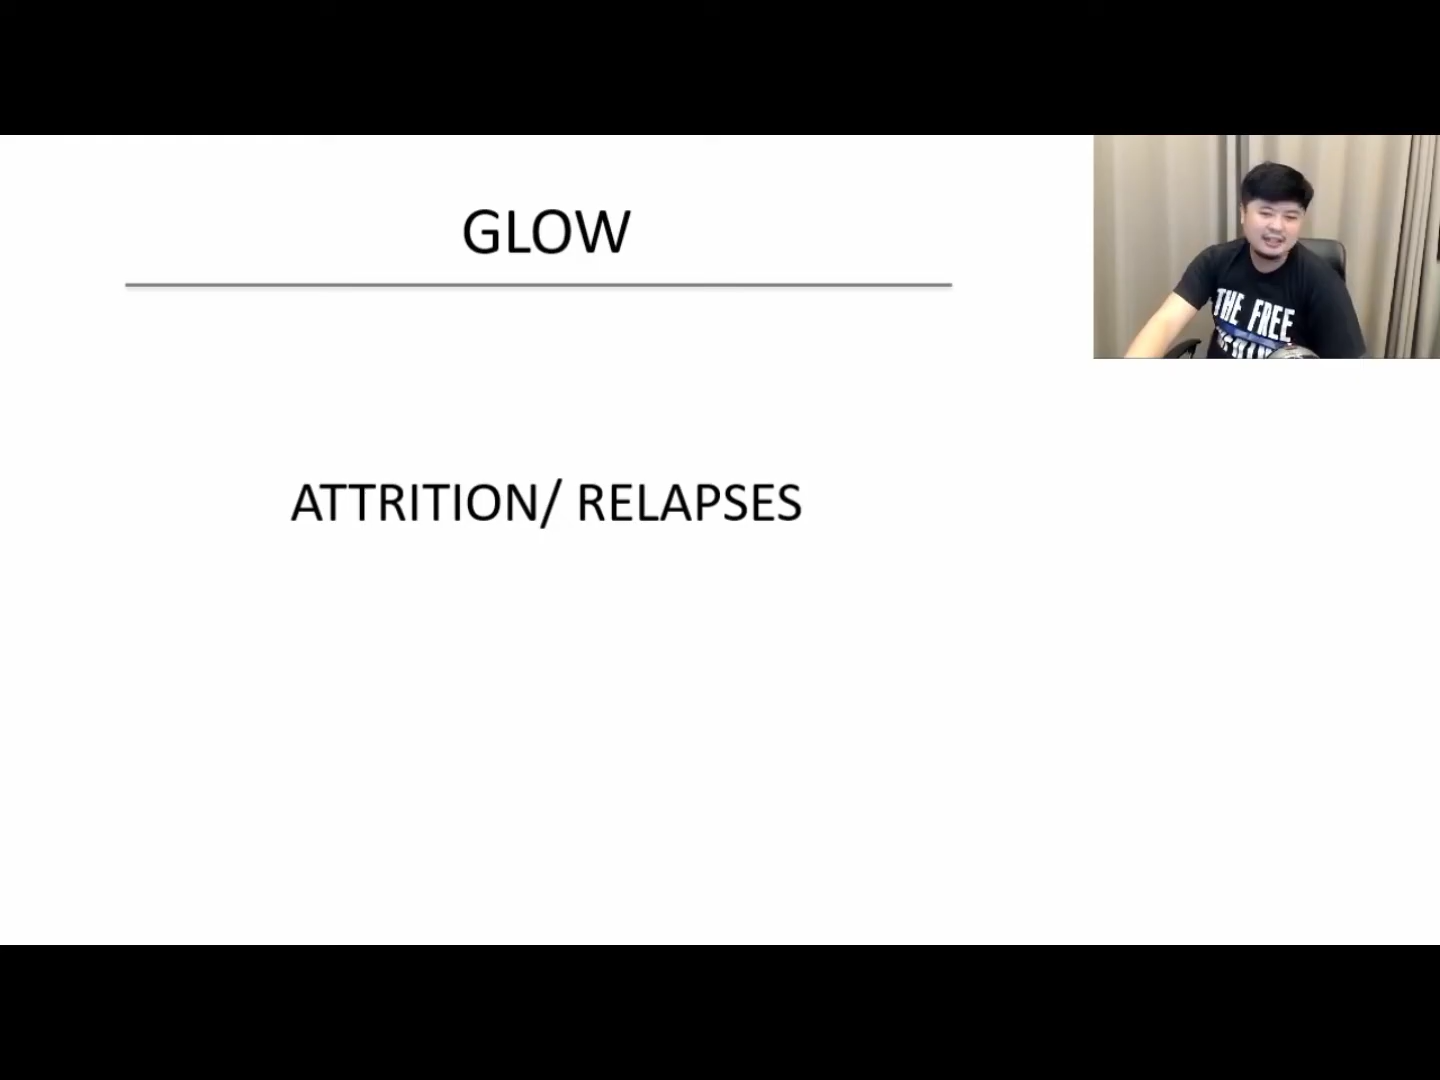 GLOW
ATTRITION/ RELAPSES
THE FREE